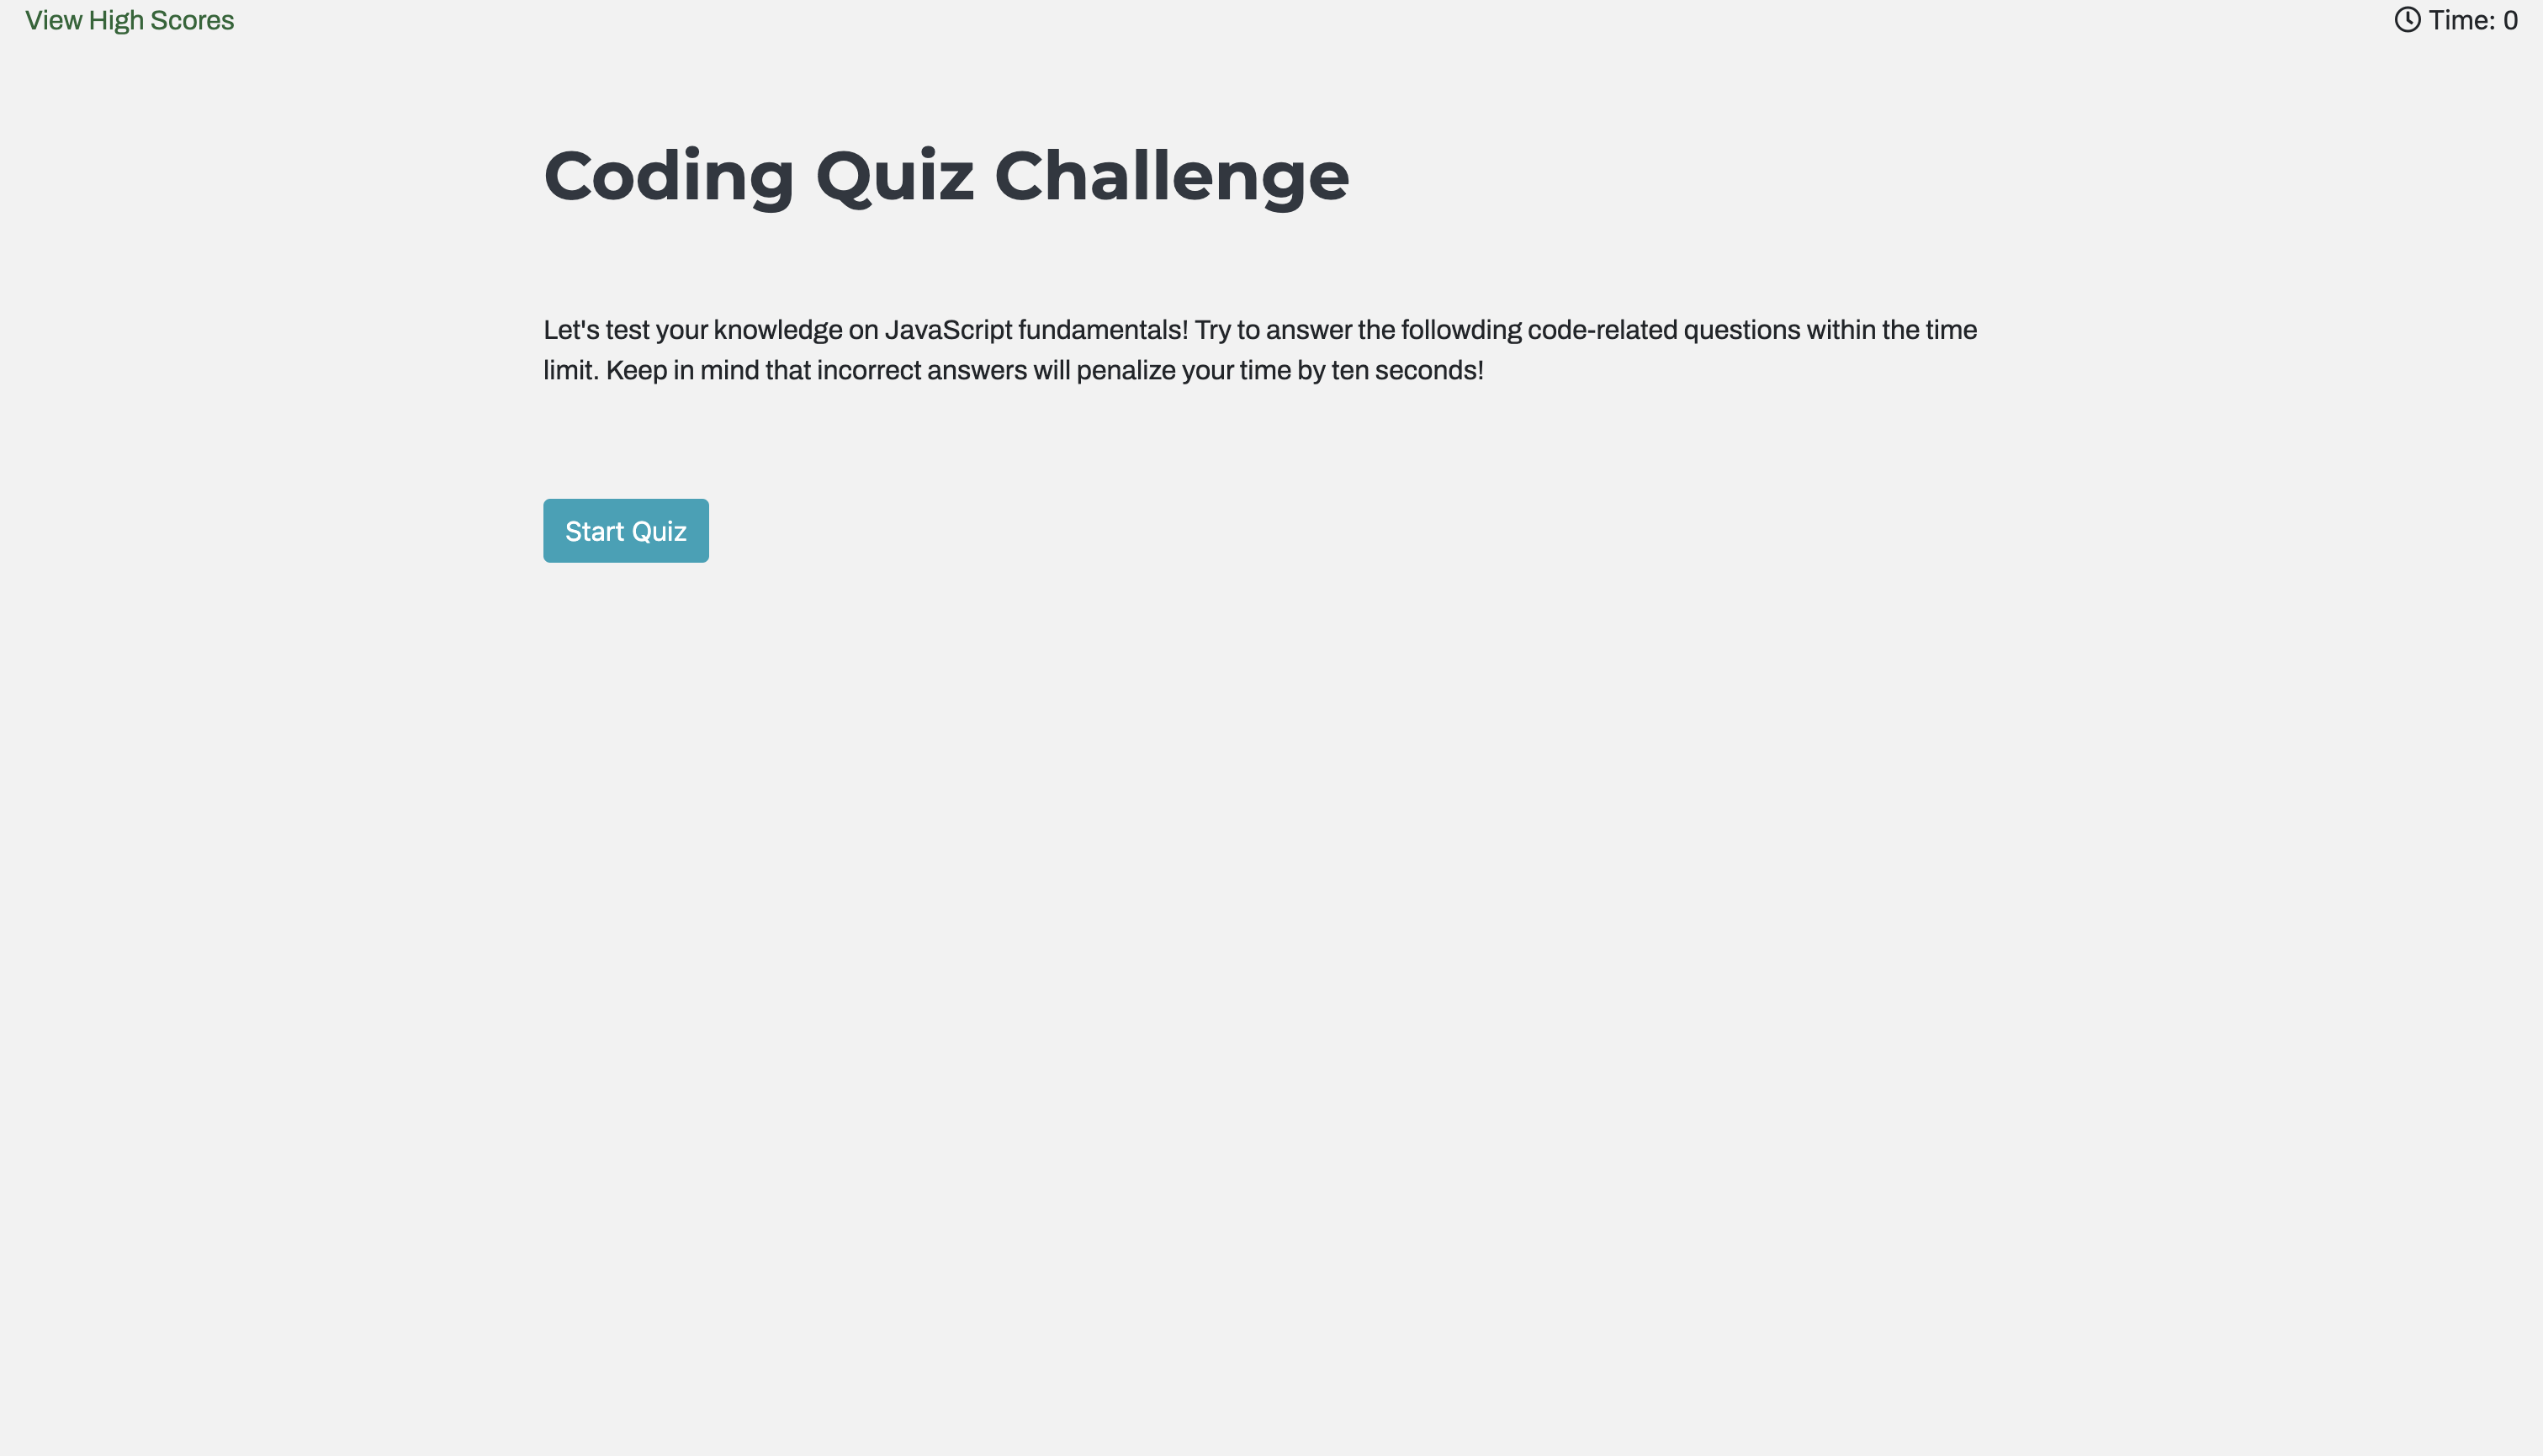 View High Scores
Time: 0
Coding Quiz Challenge
Let's test your knowledge on JavaScript fundamentals! Try to answer the followding code-related questions within the time
limit. Keep in mind that incorrect answers will penalize your time by ten seconds!
Start Quiz